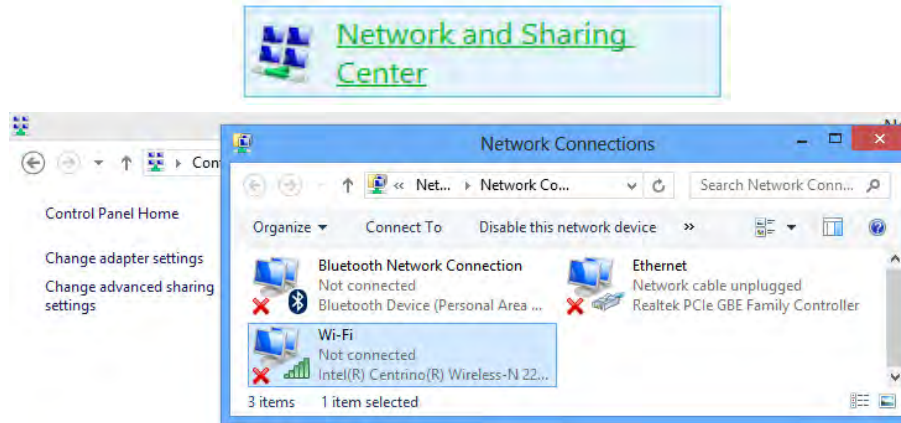 Network and Sharing
Center
Network Connections
Con
Net... Network Co...
Search Network Conn...
Control Panel Home
Organize Connect To Disable this network device »
Change adapter settings
Change advanced sharing
settings
Bluetooth Network Connection
Not connected
Bluetooth Device (Personal Area ...
Ethernet
Network cable unplugged
Realtek PCIe GBE Family Controller
Wi-Fi
Not connected
Intel(R) Centrino(R) Wireless-N 22...
3 items 1 item selected